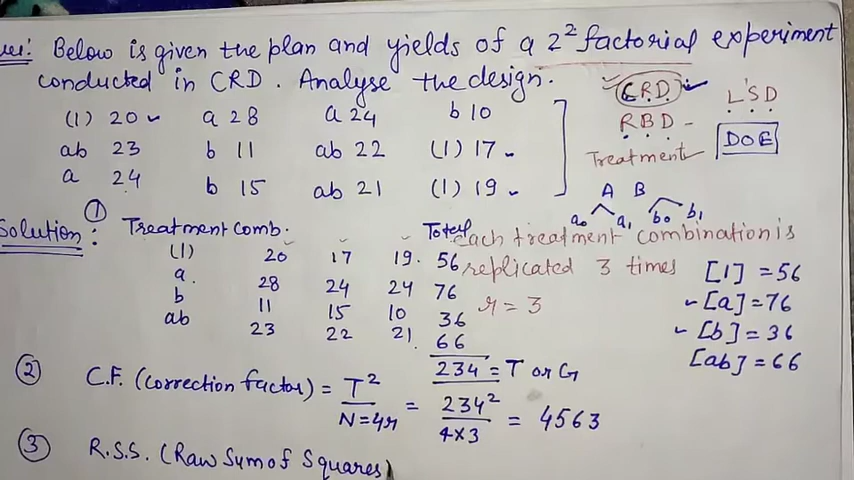 Below is given the plan and yields of a 2² factorial experiment
conducted in CRD. Analyse the design.
(1) 20 a 28 a 24 b 10
ab 23 b 11 ab 22 (1) 17
a 24 b 15 ab 21 (1) 19
CRD
RBD
LSD
DOE
Treatment
A B
a₀ a₁ b₀ b₁
Solution:
① Treatment comb. Total
(1) 20 17 19 56
a 28 24 24 76
b 11 15 10 36
ab 23 22 21 66
234 = T or G
each treatment combination is
replicated 3 times
r = 3
[1] = 56
[a] = 76
[b] = 36
[ab] = 66
② C.F. (correction factor) = T²/N=4r = 234²/4×3 = 4563
③ R.S.S. (Raw Sum of Squares)